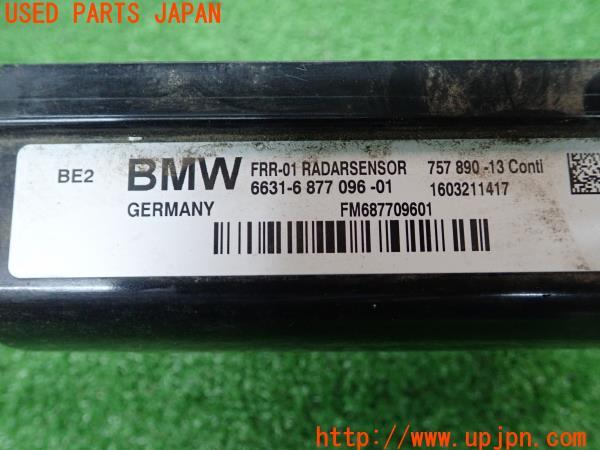 USED PARTS JAPAN
BE2
BMW
FRR-01 RADARSENSOR 757 890 -13 Conti
6631-6 877 096 -01 1603211417
GERMANY
FM687709601
http://www.upjpn.com/